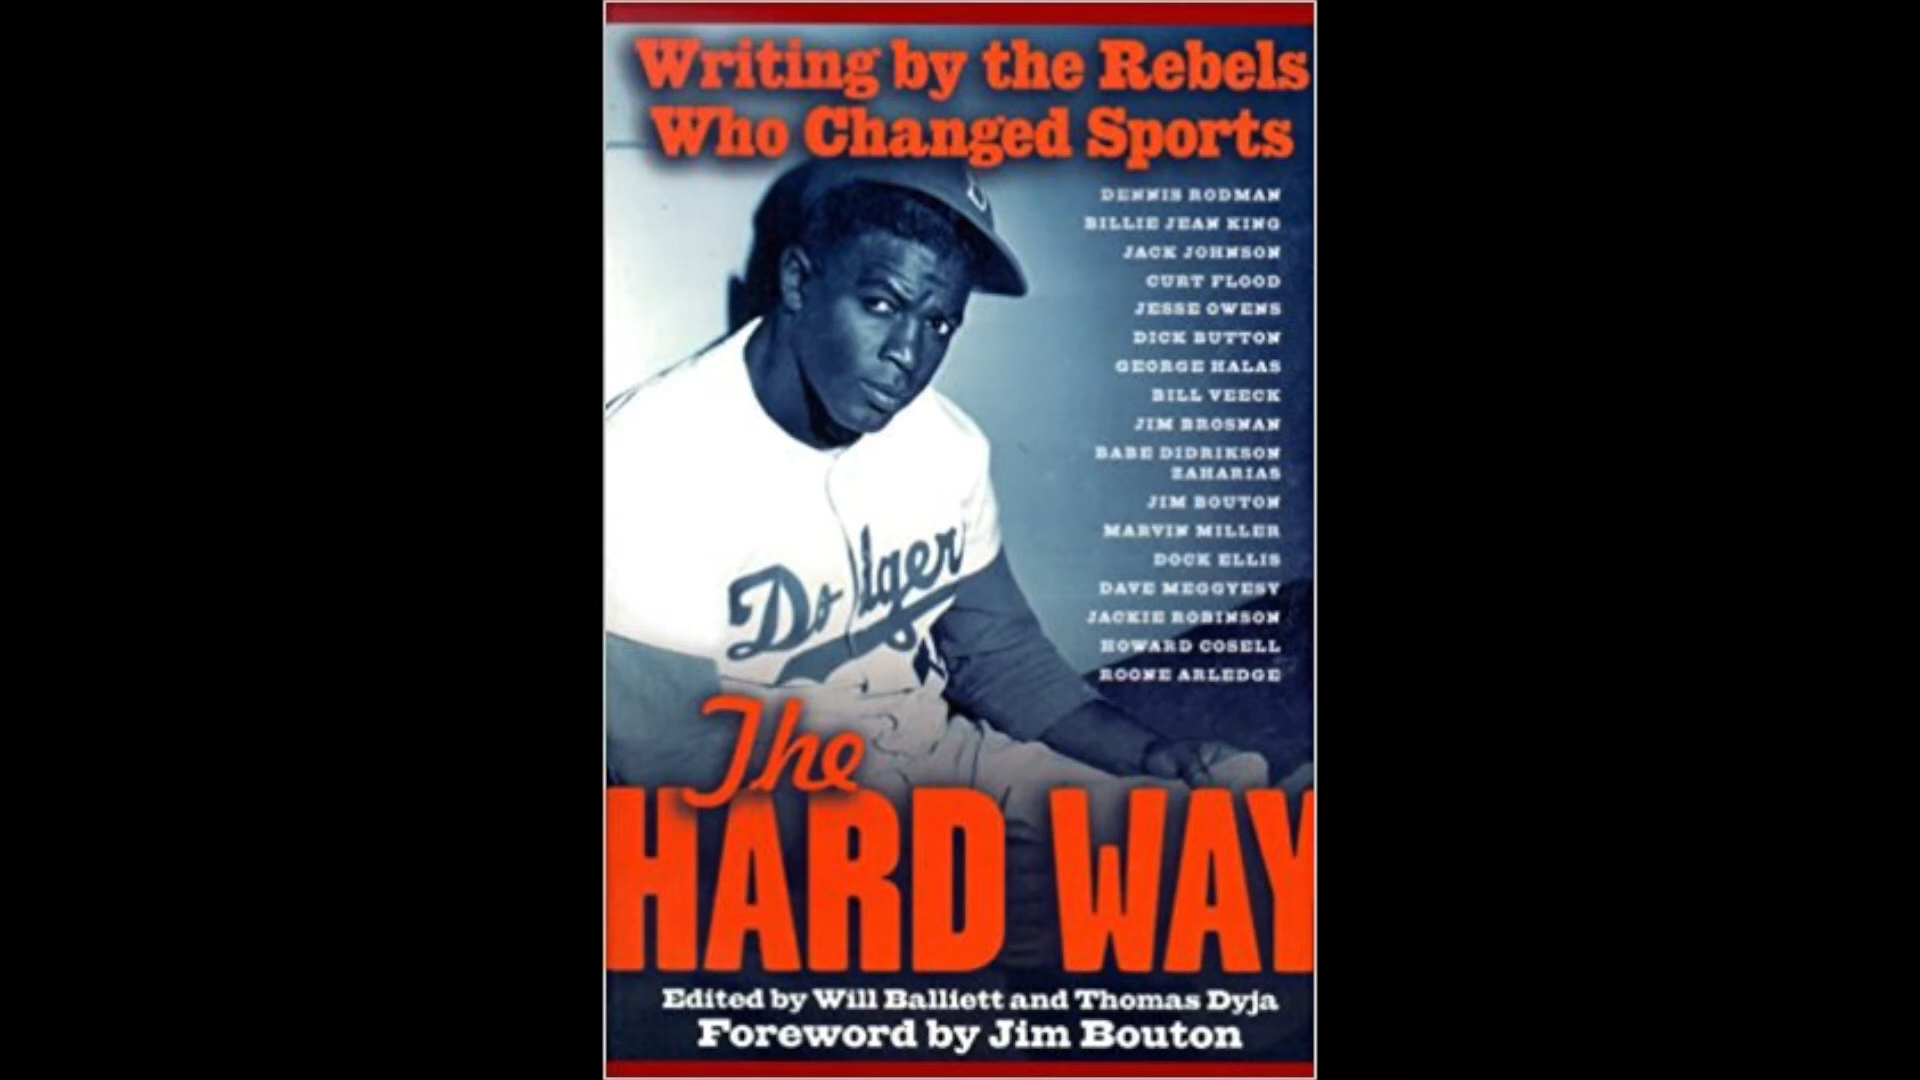 Writing by the Rebels
Who Changed Sports
DENNIS RODMAN
BILLIE JEAN KING
JACK JOHNSON
CURT FLOOD
JESSE OWENS
DICK BUTTON
GEORGE HALAS
BILL VEECK
JIM BROSNAN
BABE DIDRIKSON
ZAHARIAS
JIM BOUTON
MARVIN MILLER
DOCK ELLIS
DAVE MEGGYESY
JACKIE ROBINSON
HOWARD COSELL
ROONE ARLEDGE
Dodger
The
HARD WAY
Edited by Will Balliett and Thomas Dyja
Foreword by Jim Bouton